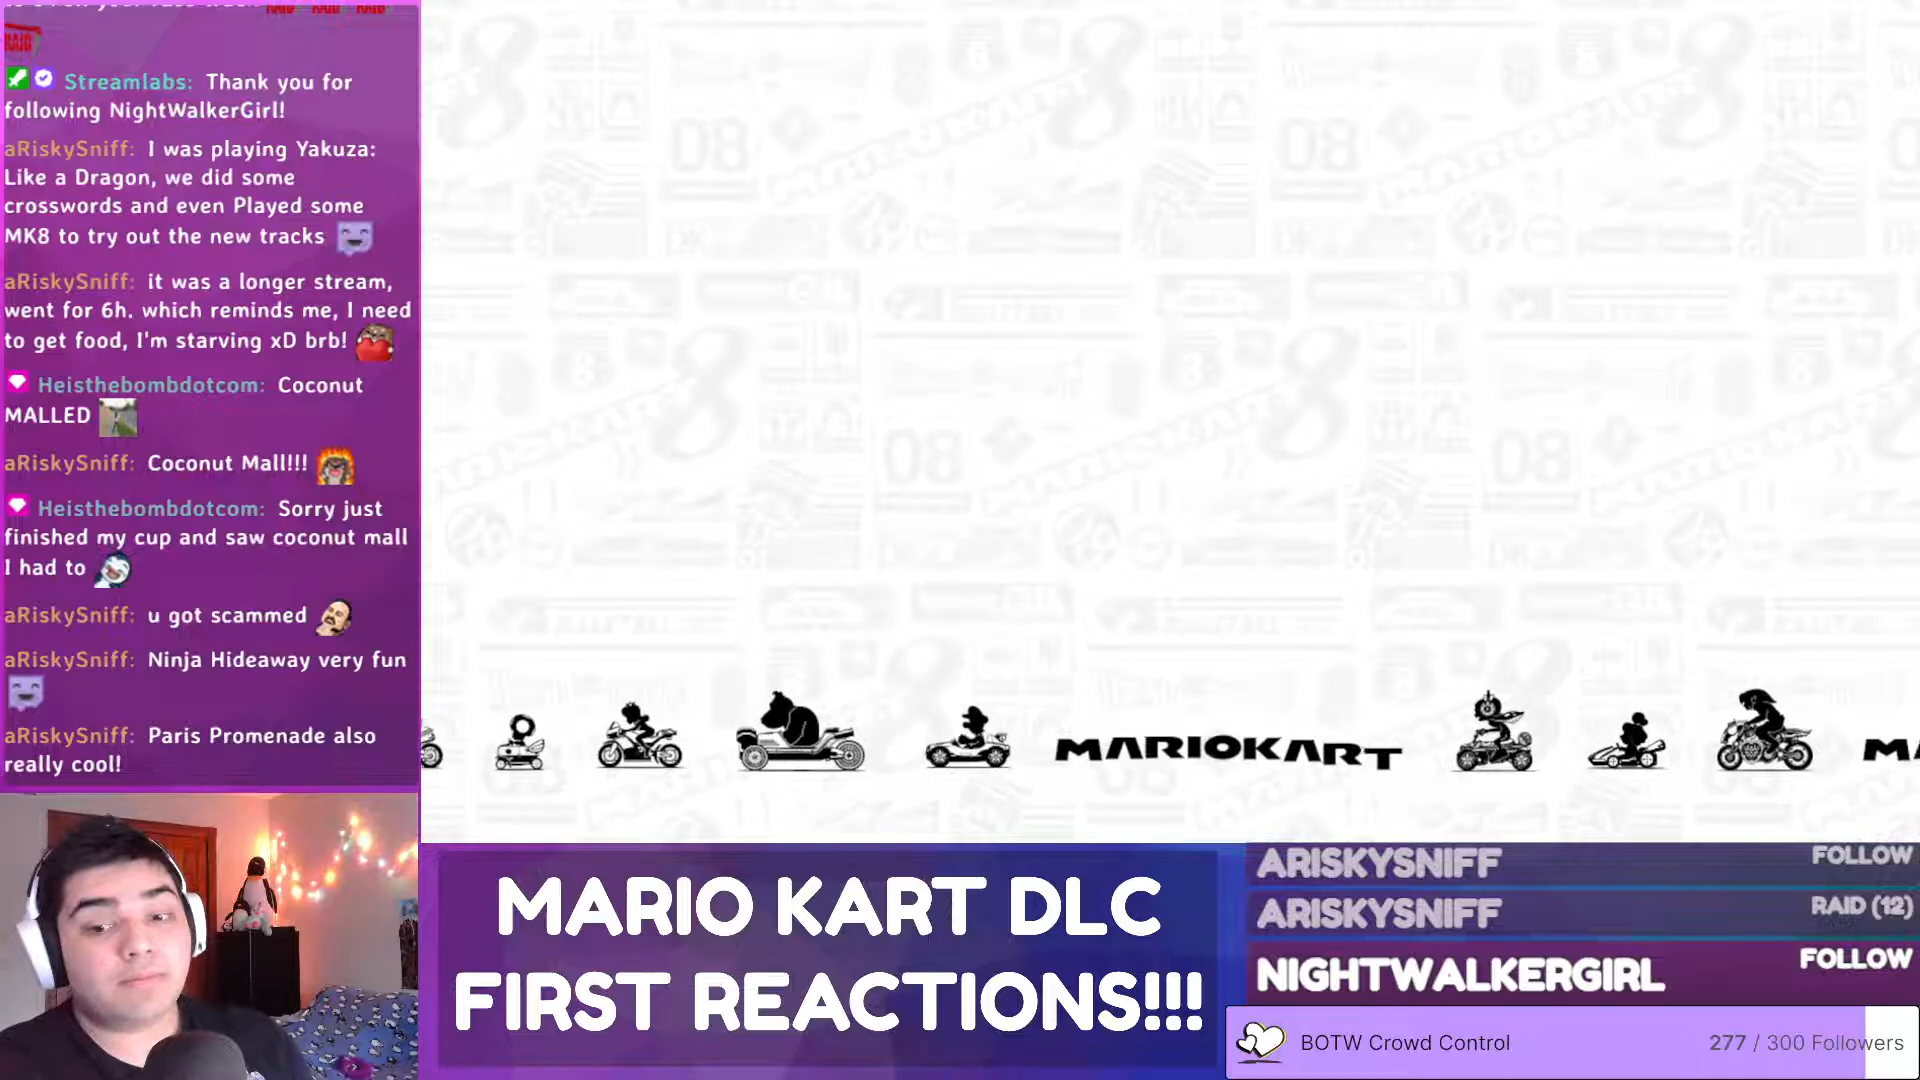 Streamlabs: Thank you for
following NightWalkerGirl!
aRiskySniff: I was playing Yakuza:
Like a Dragon, we did some
crosswords and even Played some
MK8 to try out the new tracks
aRiskySniff: it was a longer stream,
went for 6h. which reminds me, I need
to get food, I'm starving xD brb!
Heisthebombdotcom: Coconut
MALLED
aRiskySniff: Coconut Mall!!!
Heisthebombdotcom: Sorry just
finished my cup and saw coconut mall
I had to
aRiskySniff: u got scammed
aRiskySniff: Ninja Hideaway very fun
aRiskySniff: Paris Promenade also
really cool!
MARIOKART
MARIO KART DLC
FIRST REACTIONS!!!
ARISKYSNIFF FOLLOW
ARISKYSNIFF RAID (12)
NIGHTWALKERGIRL FOLLOW
BOTW Crowd Control 277 / 300 Followers